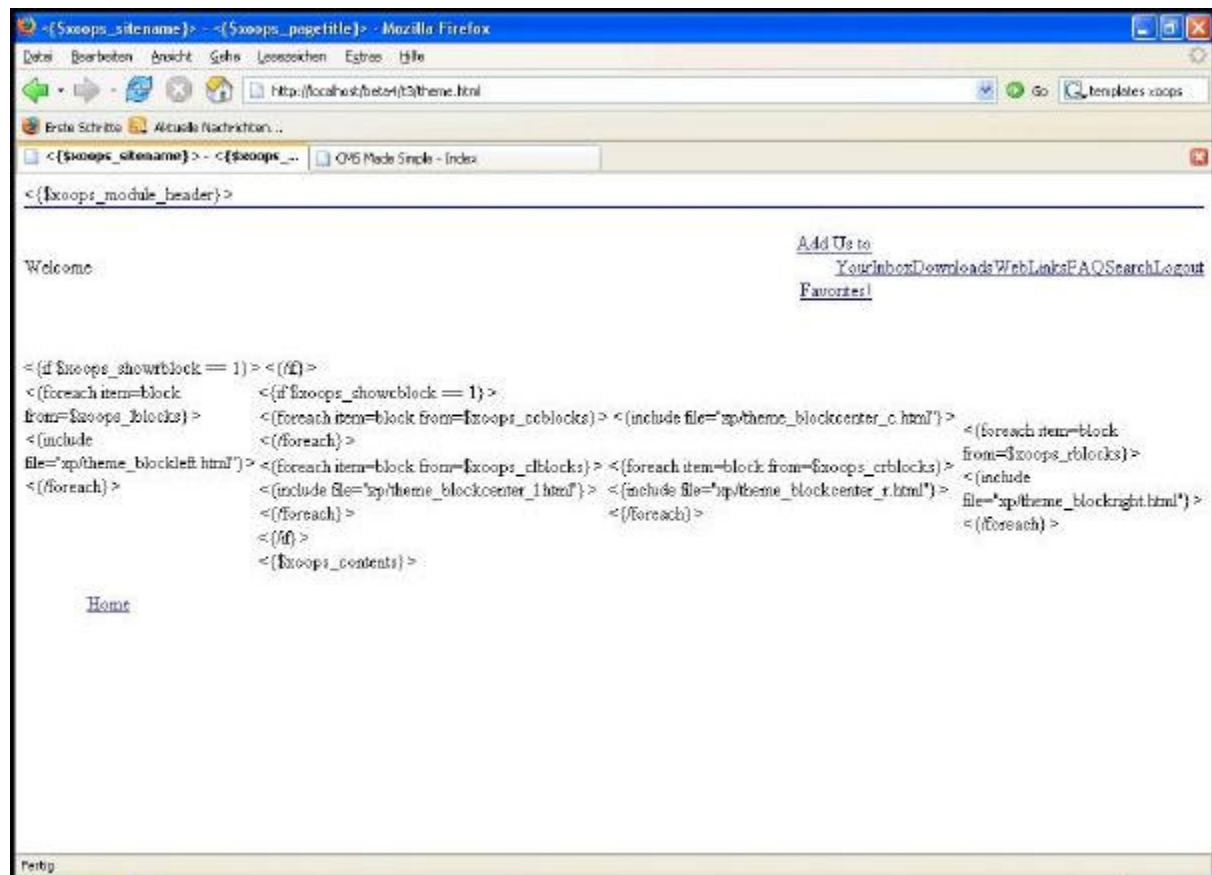 <{$xoops_sitename}> - <{$xoops_pagetitle}> - Mozilla Firefox
Datei Bearbeiten Ansicht Gehe Lesezeichen Extras Hilfe
http://localhost/beta4/t3/theme.html Go templates xoops
Erste Schritte Aktuelle Nachrichten...
<{$xoops_sitename}> - <{$xoops_... CMS Made Simple - Index
<{$xoops_module_header}>
Add Us to
Welcome YourInboxDownloadsWebLinksFAQSearchLogout
Favorites!
<{if $xoops_showrblock == 1}> <{/if}>
<{foreach item=block
from=$xoops_lblocks}>
<{include
file="xp/theme_blockleft.html"}>
<{/foreach}>
<{if $xoops_showcblock == 1}>
<{foreach item=block from=$xoops_ccblocks}> <{include file="xp/theme_blockcenter_c.html"}>
<{/foreach}>
<{foreach item=block from=$xoops_clblocks}> <{foreach item=block from=$xoops_crblocks}>
<{include file="xp/theme_blockcenter_l.html"}> <{include file="xp/theme_blockcenter_r.html"}>
<{/foreach}> <{/foreach}>
<{/if}>
<{$xoops_contents}>
<{foreach item=block
from=$xoops_rblocks}>
<{include
file="xp/theme_blockright.html"}>
<{/foreach}>
Home
Fertig